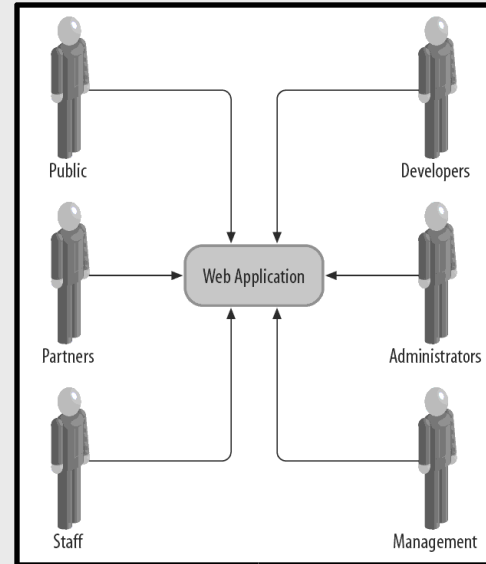 Public
Developers
Web Application
Partners
Administrators
Staff
Management